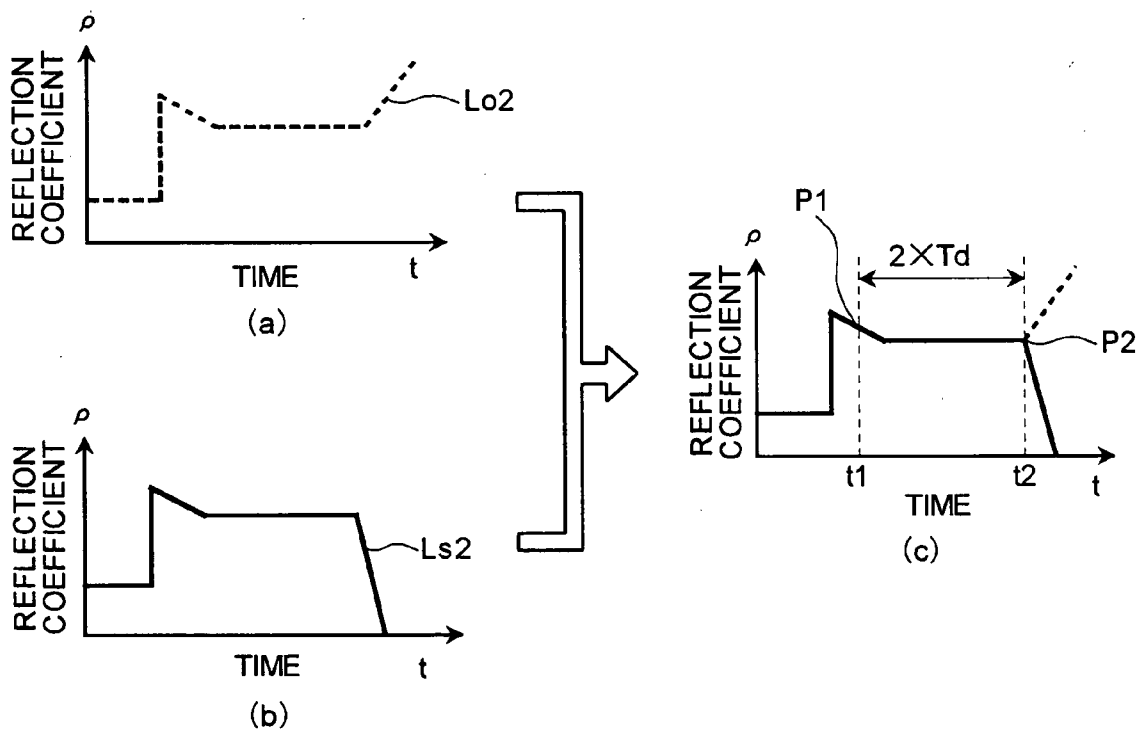 ρ
REFLECTION
COEFFICIENT
Lo2
TIME
t
(a)
ρ
REFLECTION
COEFFICIENT
Ls2
TIME
t
(b)
P1
ρ
2×Td
REFLECTION
COEFFICIENT
P2
t1
t2
t
TIME
(c)